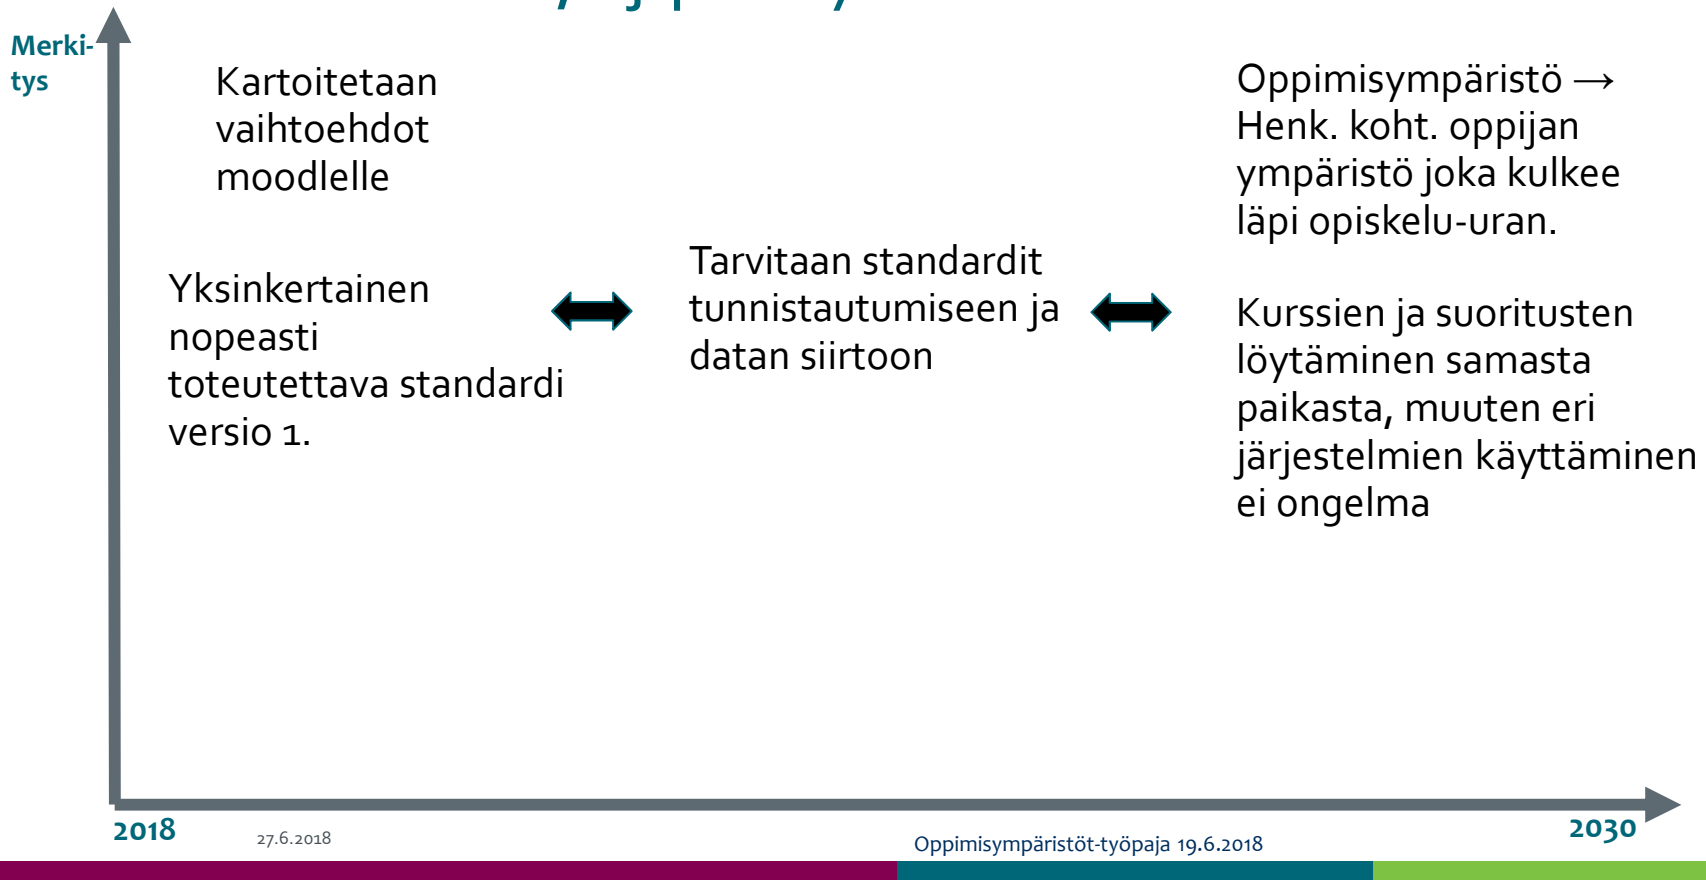 Merki-
tys
Kartoitetaan
vaihtoehdot
moodlelle
Yksinkertainen
nopeasti
toteutettava standardi
versio 1.
Tarvitaan standardit
tunnistautumiseen ja
datan siirtoon
Oppimisympäristö →
Henk. koht. oppijan
ympäristö joka kulkee
läpi opiskelu-uran.
Kurssien ja suoritusten
löytäminen samasta
paikasta, muuten eri
järjestelmien käyttäminen
ei ongelma
2018
27.6.2018
Oppimisympäristöt-työpaja 19.6.2018
2030